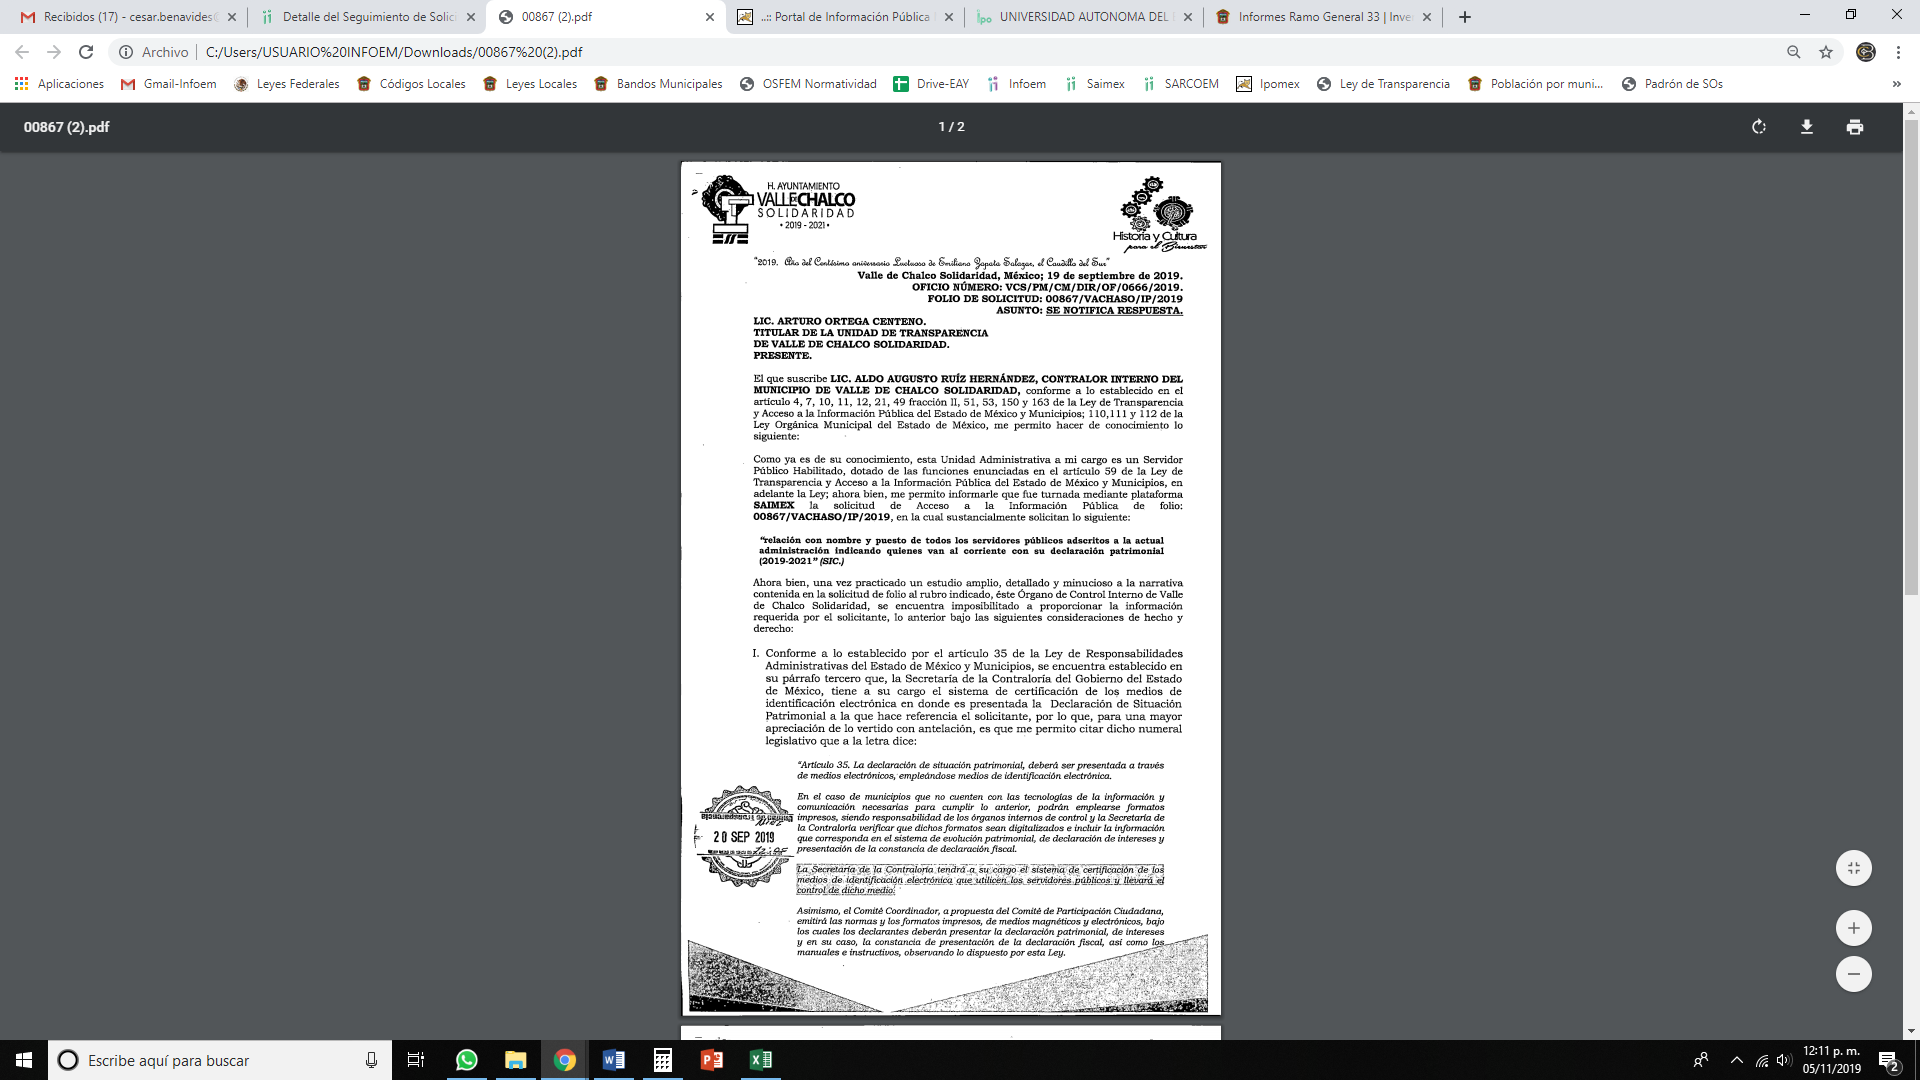 Recibidos (17) - cesar.benavides
Detalle del Seguimiento de Solici
00867 (2).pdf
..:: Portal de Información Pública
UNIVERSIDAD AUTONOMA DEL
Informes Ramo General 33 | Inve
Archivo
C:/Users/USUARIO%20INFOEM/Downloads/00867%20(2).pdf
Aplicaciones
Gmail-Infoem
Leyes Federales
Códigos Locales
Leyes Locales
Bandos Municipales
OSFEM Normatividad
Drive-EAY
Infoem
Saimex
SARCOEM
Ipomex
Ley de Transparencia
Población por muni...
Padrón de SOs
»
00867 (2).pdf
1 / 2
H. AYUNTAMIENTO
VALLE DE CHALCO
SOLIDARIDAD
• 2019 - 2021 •
Historia y Cultura
para el Bienestar
"2019. Año del Centésimo aniversario Luctuoso de Emiliano Zapata Salazar, el Caudillo del Sur"
Valle de Chalco Solidaridad, México; 19 de septiembre de 2019.
OFICIO NÚMERO: VCS/PM/CM/DIR/OF/0666/2019.
FOLIO DE SOLICITUD: 00867/VACHASO/IP/2019
ASUNTO: SE NOTIFICA RESPUESTA.
LIC. ARTURO ORTEGA CENTENO.
TITULAR DE LA UNIDAD DE TRANSPARENCIA
DE VALLE DE CHALCO SOLIDARIDAD.
PRESENTE.
El que suscribe LIC. ALDO AUGUSTO RUÍZ HERNÁNDEZ, CONTRALOR INTERNO DEL
MUNICIPIO DE VALLE DE CHALCO SOLIDARIDAD, conforme a lo establecido en el
artículo 4, 7, 10, 11, 12, 21, 49 fracción II, 51, 53, 150 y 163 de la Ley de Transparencia
y Acceso a la Información Pública del Estado de México y Municipios; 110,111 y 112 de la
Ley Orgánica Municipal del Estado de México, me permito hacer de conocimiento lo
siguiente:
Como ya es de su conocimiento, esta Unidad Administrativa a mi cargo es un Servidor
Público Habilitado, dotado de las funciones enunciadas en el artículo 59 de la Ley de
Transparencia y Acceso a la Información Pública del Estado de México y Municipios, en
adelante la Ley; ahora bien, me permito informarle que fue turnada mediante plataforma
SAIMEX la solicitud de Acceso a la Información Pública de folio:
00867/VACHASO/IP/2019, en la cual sustancialmente solicitan lo siguiente:
"relación con nombre y puesto de todos los servidores públicos adscritos a la actual
administración indicando quienes van al corriente con su declaración patrimonial
(2019-2021" (SIC.)
Ahora bien, una vez practicado un estudio amplio, detallado y minucioso a la narrativa
contenida en la solicitud de folio al rubro indicado, éste Órgano de Control Interno de Valle
de Chalco Solidaridad, se encuentra imposibilitado a proporcionar la información
requerida por el solicitante, lo anterior bajo las siguientes consideraciones de hecho y
derecho:
I. Conforme a lo establecido por el artículo 35 de la Ley de Responsabilidades
Administrativas del Estado de México y Municipios, se encuentra establecido en
su párrafo tercero que, la Secretaría de la Contraloría del Gobierno del Estado
de México, tiene a su cargo el sistema de certificación de los medios de
identificación electrónica en donde es presentada la Declaración de Situación
Patrimonial a la que hace referencia el solicitante, por lo que, para una mayor
apreciación de lo vertido con antelación, es que me permito citar dicho numeral
legislativo que a la letra dice:
"Artículo 35. La declaración de situación patrimonial, deberá ser presentada a través
de medios electrónicos, empleándose medios de identificación electrónica.
En el caso de municipios que no cuenten con las tecnologías de la información y
comunicación necesarias para cumplir lo anterior, podrán emplearse formatos
impresos, siendo responsabilidad de los órganos internos de control y la Secretaría de
la Contraloría verificar que dichos formatos sean digitalizados e incluir la información
que corresponda en el sistema de evolución patrimonial, de declaración de intereses y
presentación de la constancia de declaración fiscal.
20 SEP 2019
La Secretaría de la Contraloría tendrá a su cargo el sistema de certificación de los
medios de identificación electrónica que utilicen los servidores públicos y llevará el
control de dicho medio.
Asimismo, el Comité Coordinador, a propuesta del Comité de Participación Ciudadana,
emitirá las normas y los formatos impresos, de medios magnéticos y electrónicos, bajo
los cuales los declarantes deberán presentar la declaración patrimonial, de intereses
y en su caso, la constancia de presentación de la declaración fiscal, así como los
manuales e instructivos, observando lo dispuesto por esta Ley.
Escribe aquí para buscar
12:11 p. m.
05/11/2019
2